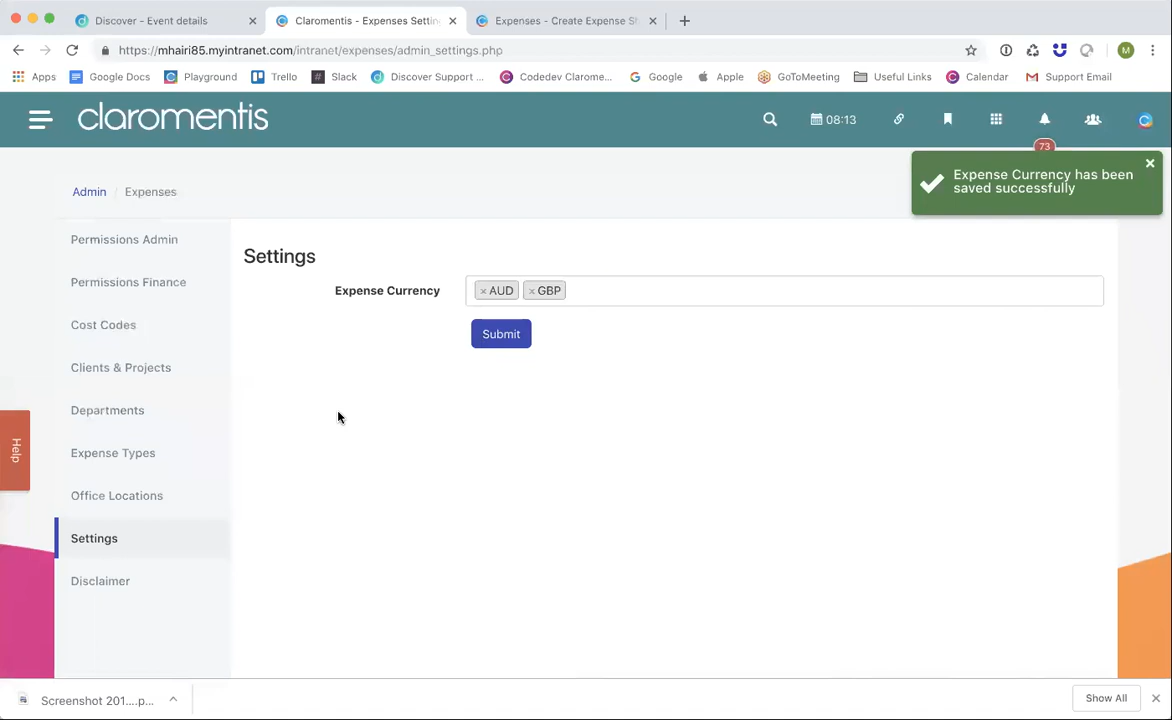 Discover - Event details
Claromentis - Expenses Settin
Expenses - Create Expense S
https://mhairi85.myintranet.com/intranet/expenses/admin_settings.php
M
Apps
Google Docs
Playground
Trello
Slack
Discover Support ...
Codedev Clarome...
Google
Apple
GoToMeeting
Useful Links
Calendar
Support Email
claromentis
08:13
73
Expense Currency has been
saved successfully
Admin / Expenses
Permissions Admin
Permissions Finance
Cost Codes
Clients & Projects
Departments
Expense Types
Office Locations
Settings
Disclaimer
Settings
Expense Currency
× AUD × GBP
Submit
Help
Screenshot 201....p...
Show All